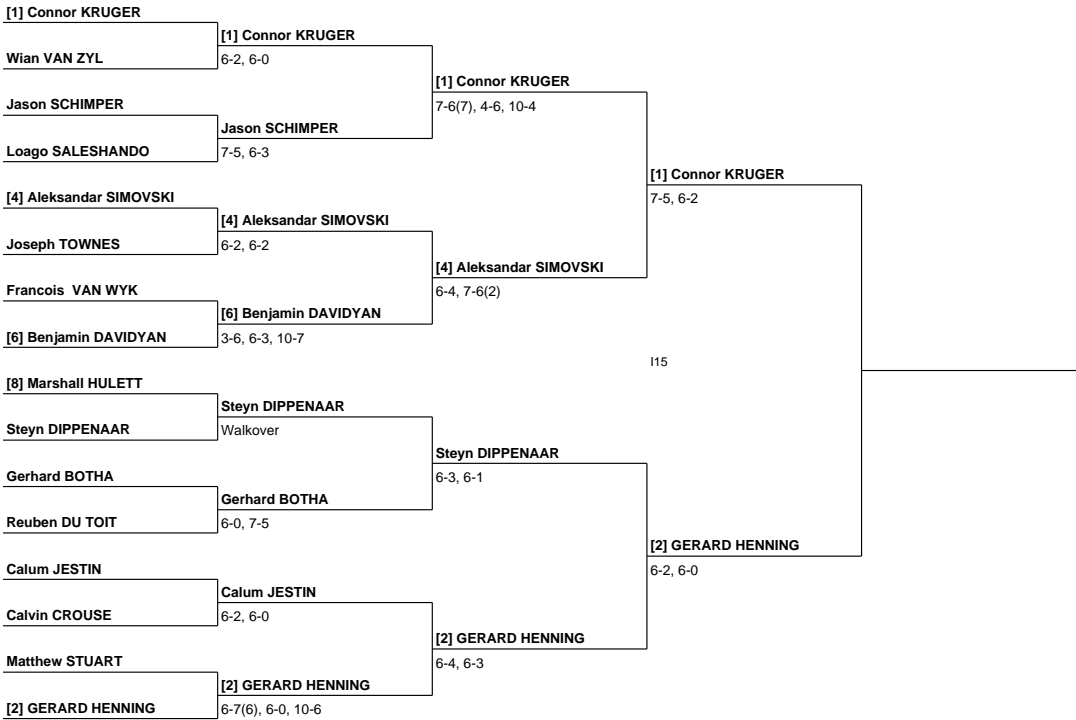 [1] Connor KRUGER
[1] Connor KRUGER
Wian VAN ZYL
6-2, 6-0
[1] Connor KRUGER
Jason SCHIMPER
7-6(7), 4-6, 10-4
Jason SCHIMPER
Loago SALESHANDO
7-5, 6-3
[1] Connor KRUGER
[4] Aleksandar SIMOVSKI
7-5, 6-2
[4] Aleksandar SIMOVSKI
Joseph TOWNES
6-2, 6-2
[4] Aleksandar SIMOVSKI
Francois VAN WYK
6-4, 7-6(2)
[6] Benjamin DAVIDYAN
[6] Benjamin DAVIDYAN
3-6, 6-3, 10-7
I15
[8] Marshall HULETT
Steyn DIPPENAAR
Steyn DIPPENAAR
Walkover
Steyn DIPPENAAR
Gerhard BOTHA
6-3, 6-1
Gerhard BOTHA
Reuben DU TOIT
6-0, 7-5
[2] GERARD HENNING
Calum JESTIN
6-2, 6-0
Calum JESTIN
Calvin CROUSE
6-2, 6-0
[2] GERARD HENNING
Matthew STUART
6-4, 6-3
[2] GERARD HENNING
[2] GERARD HENNING
6-7(6), 6-0, 10-6